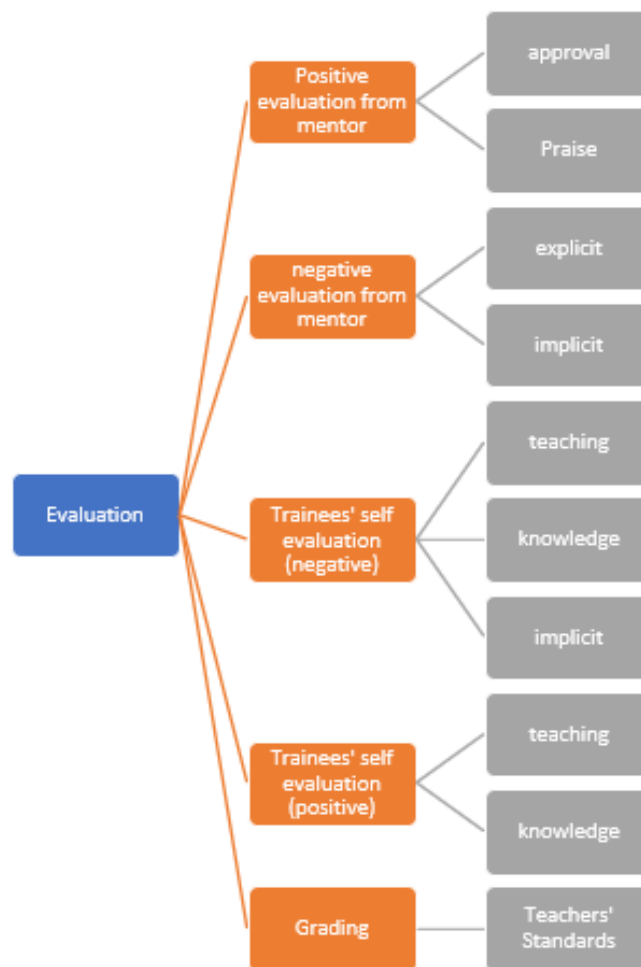 approval
Positive
evaluation from
mentor
Praise
explicit
negative
evaluation from
mentor
implicit
teaching
Evaluation
Trainees' self
evaluation
(negative)
knowledge
implicit
teaching
Trainees' self
evaluation
(positive)
knowledge
Grading
Teachers'
Standards